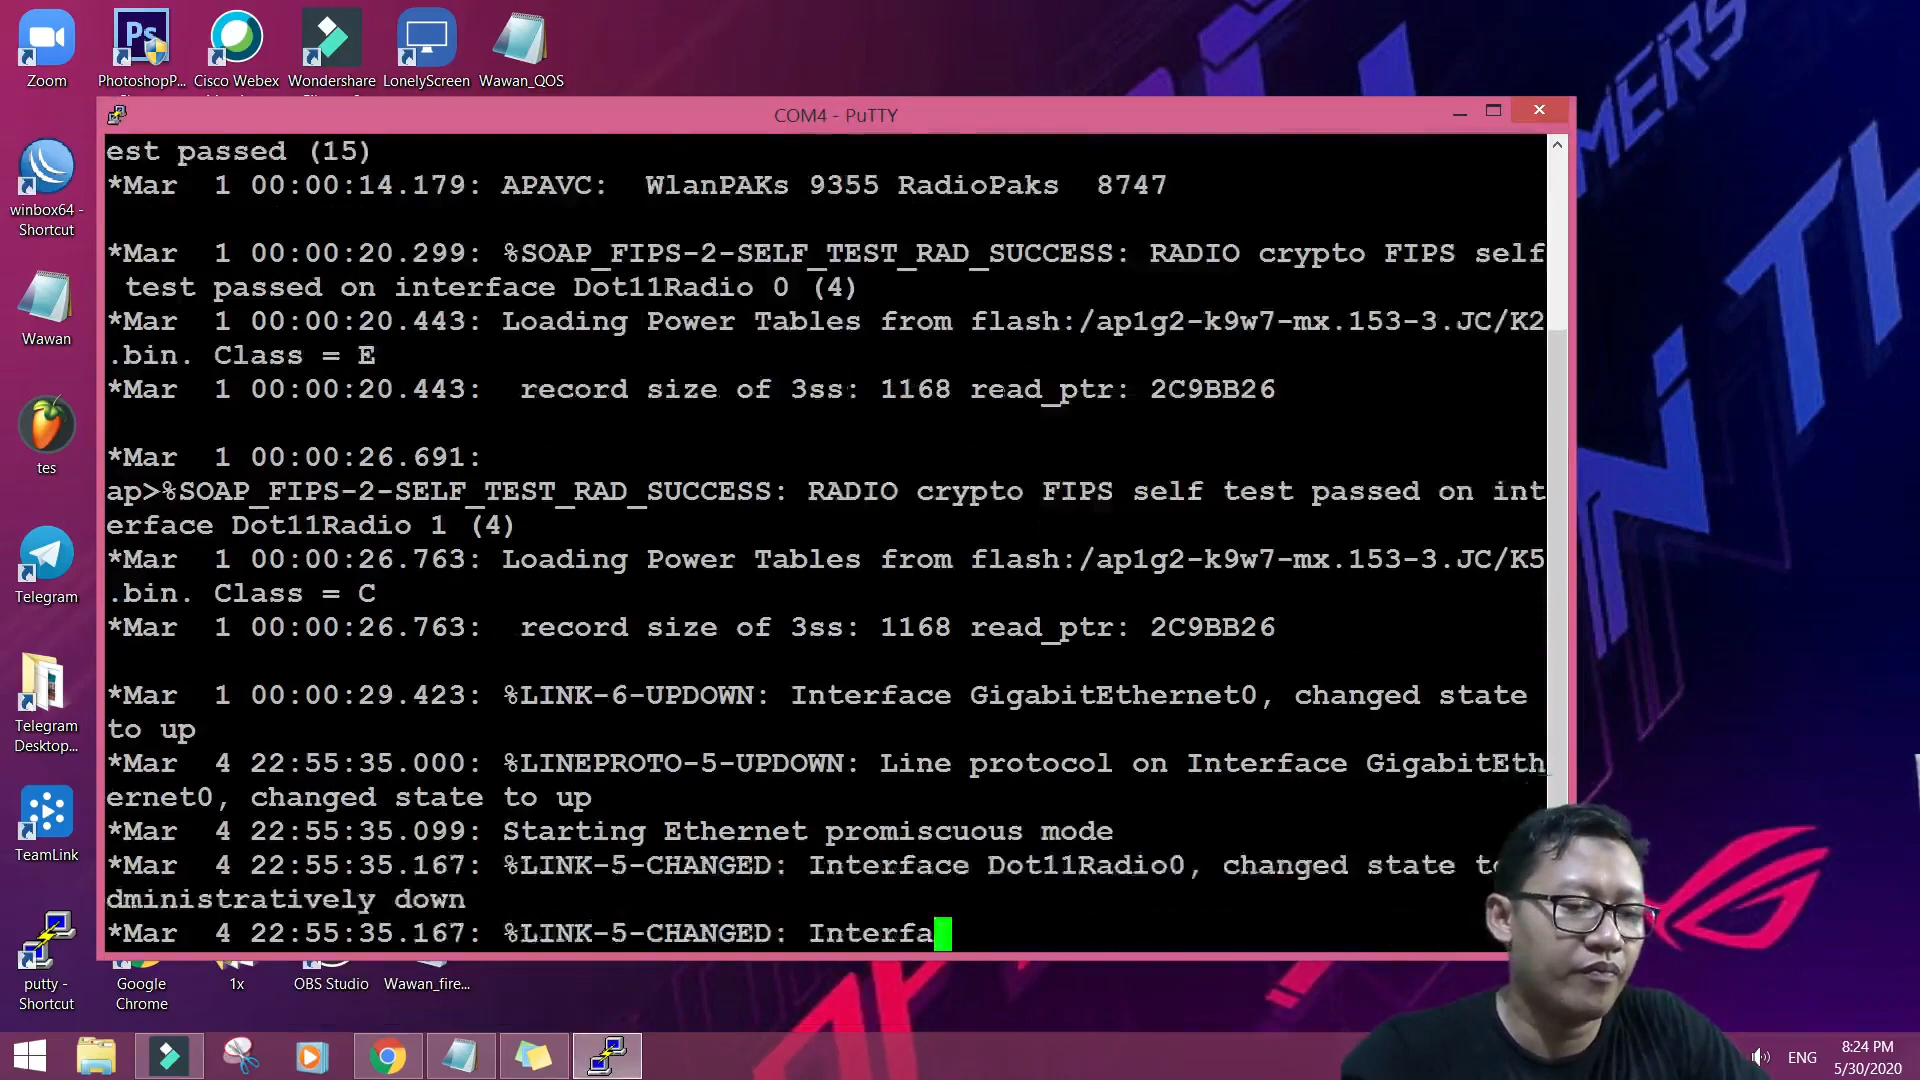 Zoom
PhotoshopP...
Cisco Webex
Wondershare
LonelyScreen
Wawan_QOS
COM4 - PuTTY
est passed (15)
*Mar  1 00:00:14.179: APAVC:  WlanPAKs 9355 RadioPaks  8747
*Mar  1 00:00:20.299: %SOAP_FIPS-2-SELF_TEST_RAD_SUCCESS: RADIO crypto FIPS self
 test passed on interface Dot11Radio 0 (4)
*Mar  1 00:00:20.443: Loading Power Tables from flash:/ap1g2-k9w7-mx.153-3.JC/K2
.bin. Class = E
*Mar  1 00:00:20.443:  record size of 3ss: 1168 read_ptr: 2C9BB26
*Mar  1 00:00:26.691:
ap>%SOAP_FIPS-2-SELF_TEST_RAD_SUCCESS: RADIO crypto FIPS self test passed on int
erface Dot11Radio 1 (4)
*Mar  1 00:00:26.763: Loading Power Tables from flash:/ap1g2-k9w7-mx.153-3.JC/K5
.bin. Class = C
*Mar  1 00:00:26.763:  record size of 3ss: 1168 read_ptr: 2C9BB26
*Mar  1 00:00:29.423: %LINK-6-UPDOWN: Interface GigabitEthernet0, changed state
to up
*Mar  4 22:55:35.000: %LINEPROTO-5-UPDOWN: Line protocol on Interface GigabitEth
ernet0, changed state to up
*Mar  4 22:55:35.099: Starting Ethernet promiscuous mode
*Mar  4 22:55:35.167: %LINK-5-CHANGED: Interface Dot11Radio0, changed state
dministratively down
*Mar  4 22:55:35.167: %LINK-5-CHANGED: Interfa
winbox64 -
Shortcut
Wawan
tes
Telegram
Telegram
Desktop...
TeamLink
putty -
Shortcut
Google
Chrome
1x
OBS Studio
Wawan_fire...
ENG
8:24 PM
5/30/2020